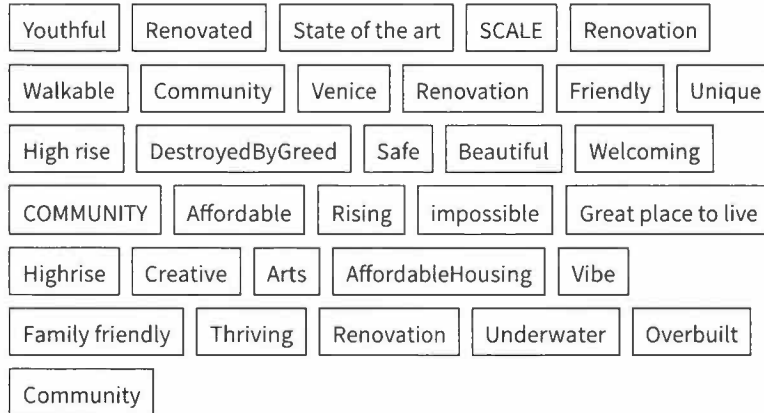 Youthful Renovated State of the art SCALE Renovation
Walkable Community Venice Renovation Friendly Unique
High rise DestroyedByGreed Safe Beautiful Welcoming
COMMUNITY Affordable Rising impossible Great place to live
Highrise Creative Arts AffordableHousing Vibe
Family friendly Thriving Renovation Underwater Overbuilt
Community